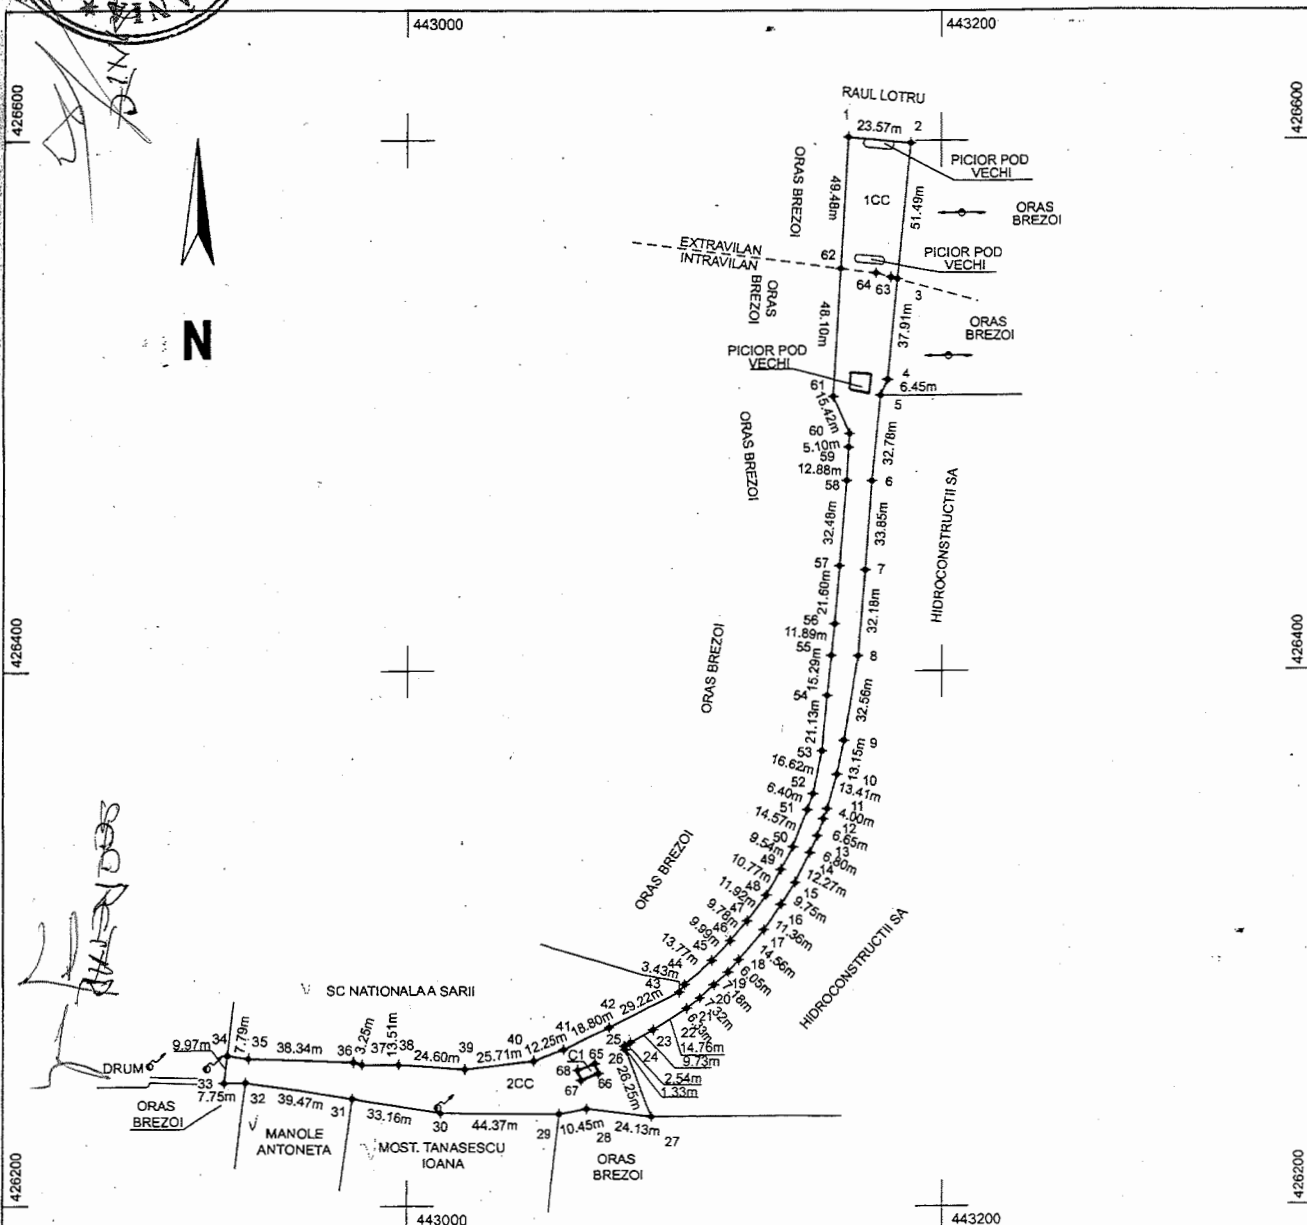 443000
443200
426600
426600
RAUL LOTRU
1
23.57m
2
PICIOR POD
VECHI
ORAS BREZOI
49.48m
1CC
51.49m
ORAS
BREZOI
EXTRAVILAN
INTRAVILAN
62
PICIOR POD
VECHI
64
63
3
ORAS
BREZOI
48.10m
37.91m
ORAS
BREZOI
PICIOR POD
VECHI
4
6.45m
61
5
15.42m
60
5.10m
59
12.88m
58
32.78m
6
ORAS BREZOI
32.48m
33.85m
HIDROCONSTRUCTII SA
57
7
21.60m
32.18m
56
11.89m
55
8
426400
426400
15.29m
54
32.56m
ORAS BREZOI
21.13m
53
9
13.15m
16.62m
10
52
13.41m
6.40m
51
11
4.00m
14.57m
12
6.65m
50
13
9.54m
6.80m
49
14
10.77m
12.27m
48
15
11.92m
9.75m
47
16
9.78m
11.36m
46
17
9.99m
14.56m
45
18
13.77m
6.05m
44
19
3.43m
7.18m
43
20
7.32m
21
29.22m
22
42
14.76m
18.80m
23
9.73m
41
24
2.54m
12.25m
25
1.33m
40
26
26.25m
ORAS BREZOI
HIDROCONSTRUCTII SA
SC NATIONALA A SARII
N
DRUM
9.97m
34
7.79m
35
38.34m
36
3.25m
37
13.51m
38
24.60m
39
25.71m
2CC
C1
65
68
66
67
33
7.75m
32
39.47m
31
33.16m
30
44.37m
29
10.45m
28
24.13m
27
ORAS
BREZOI
MANOLE
ANTONETA
MOST. TANASESCU
IOANA
ORAS
BREZOI
426200
426200
443000
443200